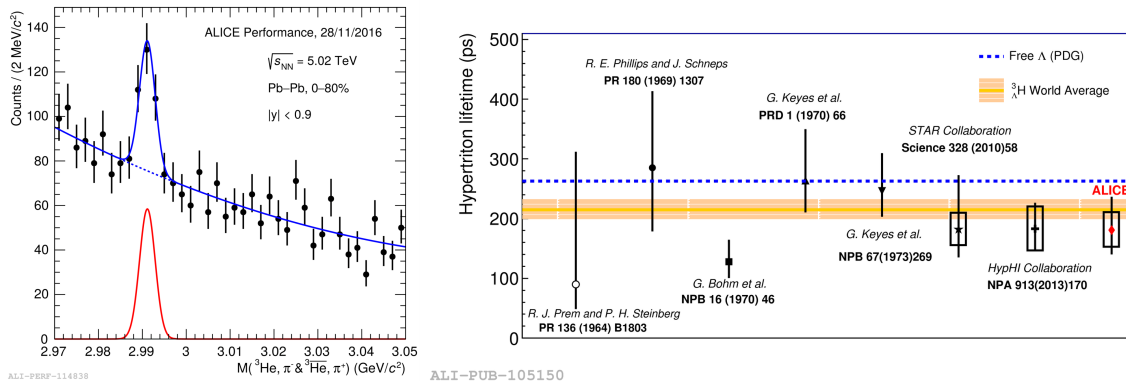 ALICE Performance, 28/11/2016
√s_NN = 5.02 TeV
Pb–Pb, 0–80%
|y| < 0.9
Counts / (2 MeV/c²)
140
120
100
80
60
40
20
0
2.97 2.98 2.99 3 3.01 3.02 3.03 3.04 3.05
M( ³He, π⁻ & ³H̅e̅, π⁺) (GeV/c²)
ALI-PERF-114838
Hypertriton lifetime (ps)
500
400
300
200
100
0
R. E. Phillips and J. Schneps
PR 180 (1969) 1307
G. Keyes et al.
PRD 1 (1970) 66
Free Λ (PDG)
³_ΛH World Average
STAR Collaboration
Science 328 (2010)58
ALICE
G. Keyes et al.
NPB 67(1973)269
HypHI Collaboration
NPA 913(2013)170
G. Bohm et al.
NPB 16 (1970) 46
R. J. Prem and P. H. Steinberg
PR 136 (1964) B1803
ALI-PUB-105150